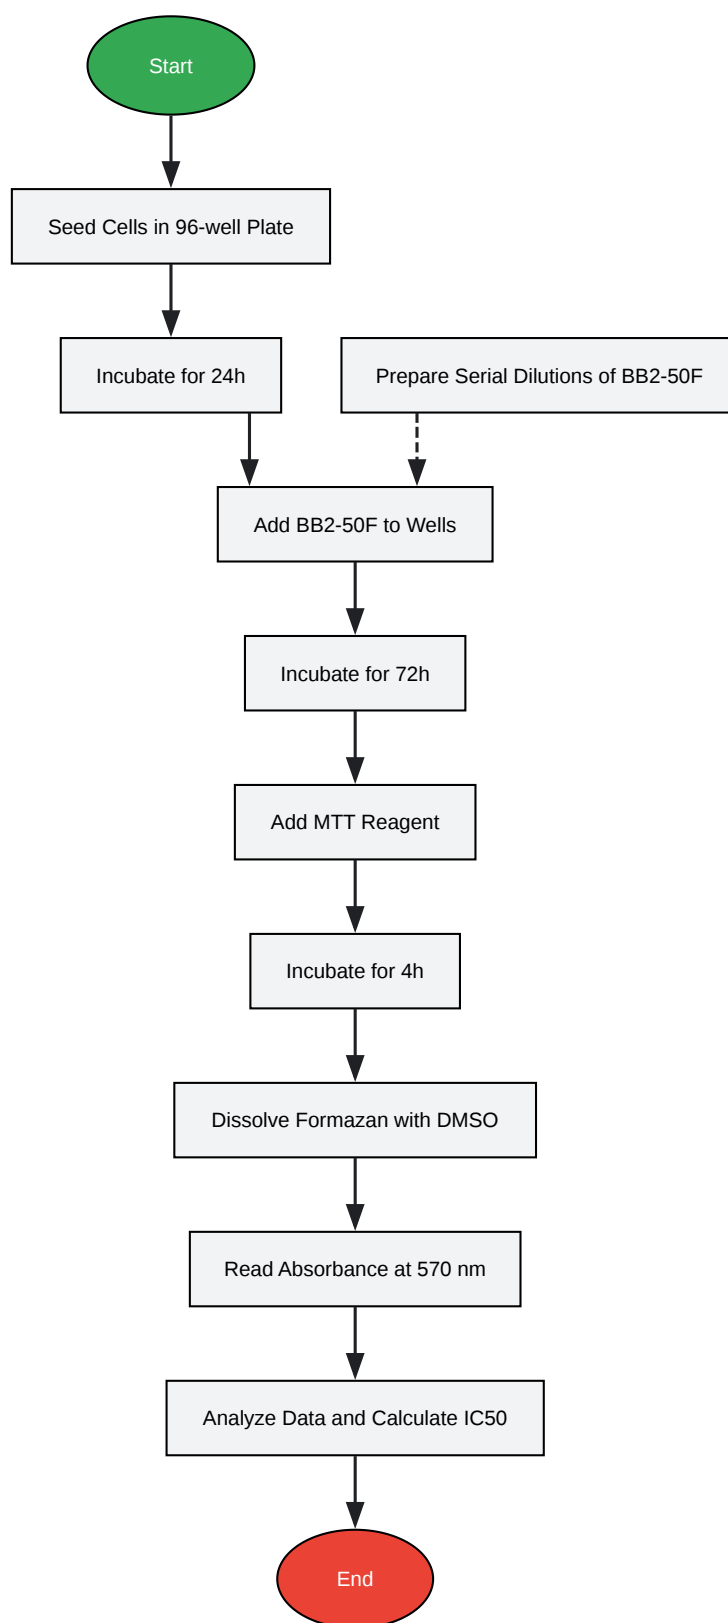 Start
Seed Cells in 96-well Plate
Incubate for 24h
Prepare Serial Dilutions of BB2-50F
Add BB2-50F to Wells
Incubate for 72h
Add MTT Reagent
Incubate for 4h
Dissolve Formazan with DMSO
Read Absorbance at 570 nm
Analyze Data and Calculate IC50
End